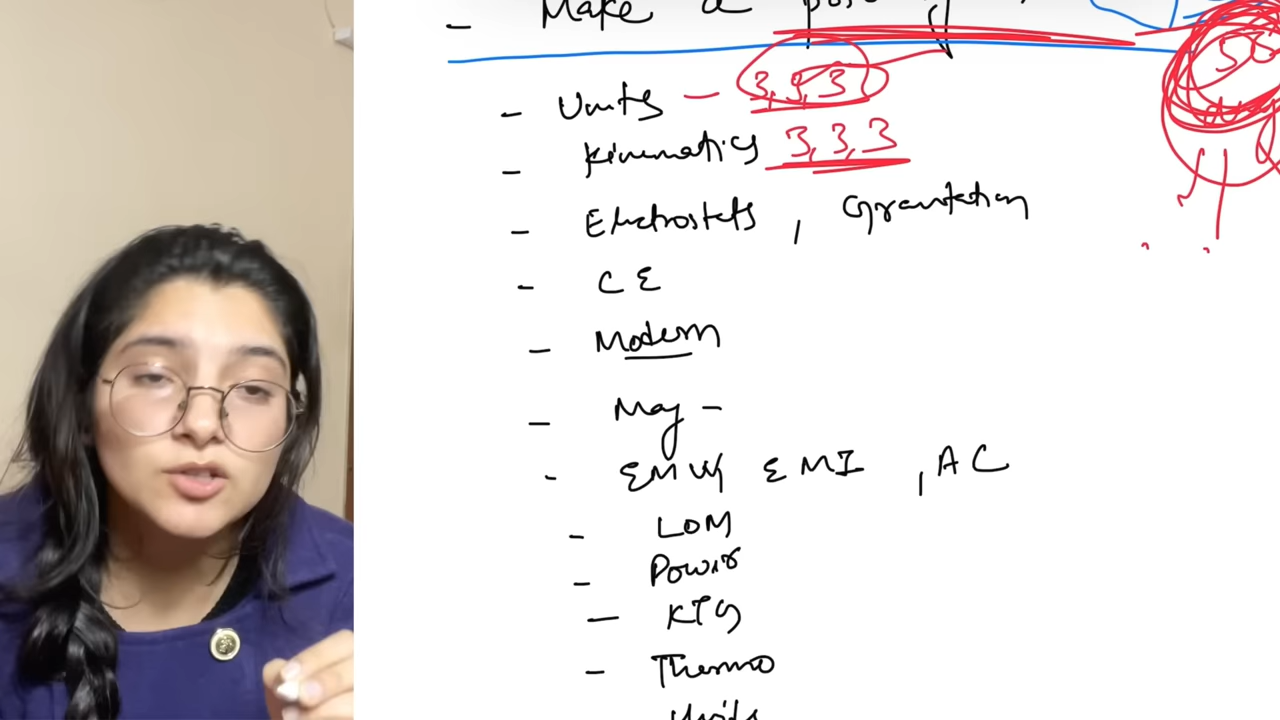 - Make a
- Units - 3, 3, 3
- Kinematics 3, 3, 3
- Electrostats, Gravitation
- C E
- Modern
- Mag -
- EMW EMI, AC
- LOM
- Power
- KTG
- Thermo
Units